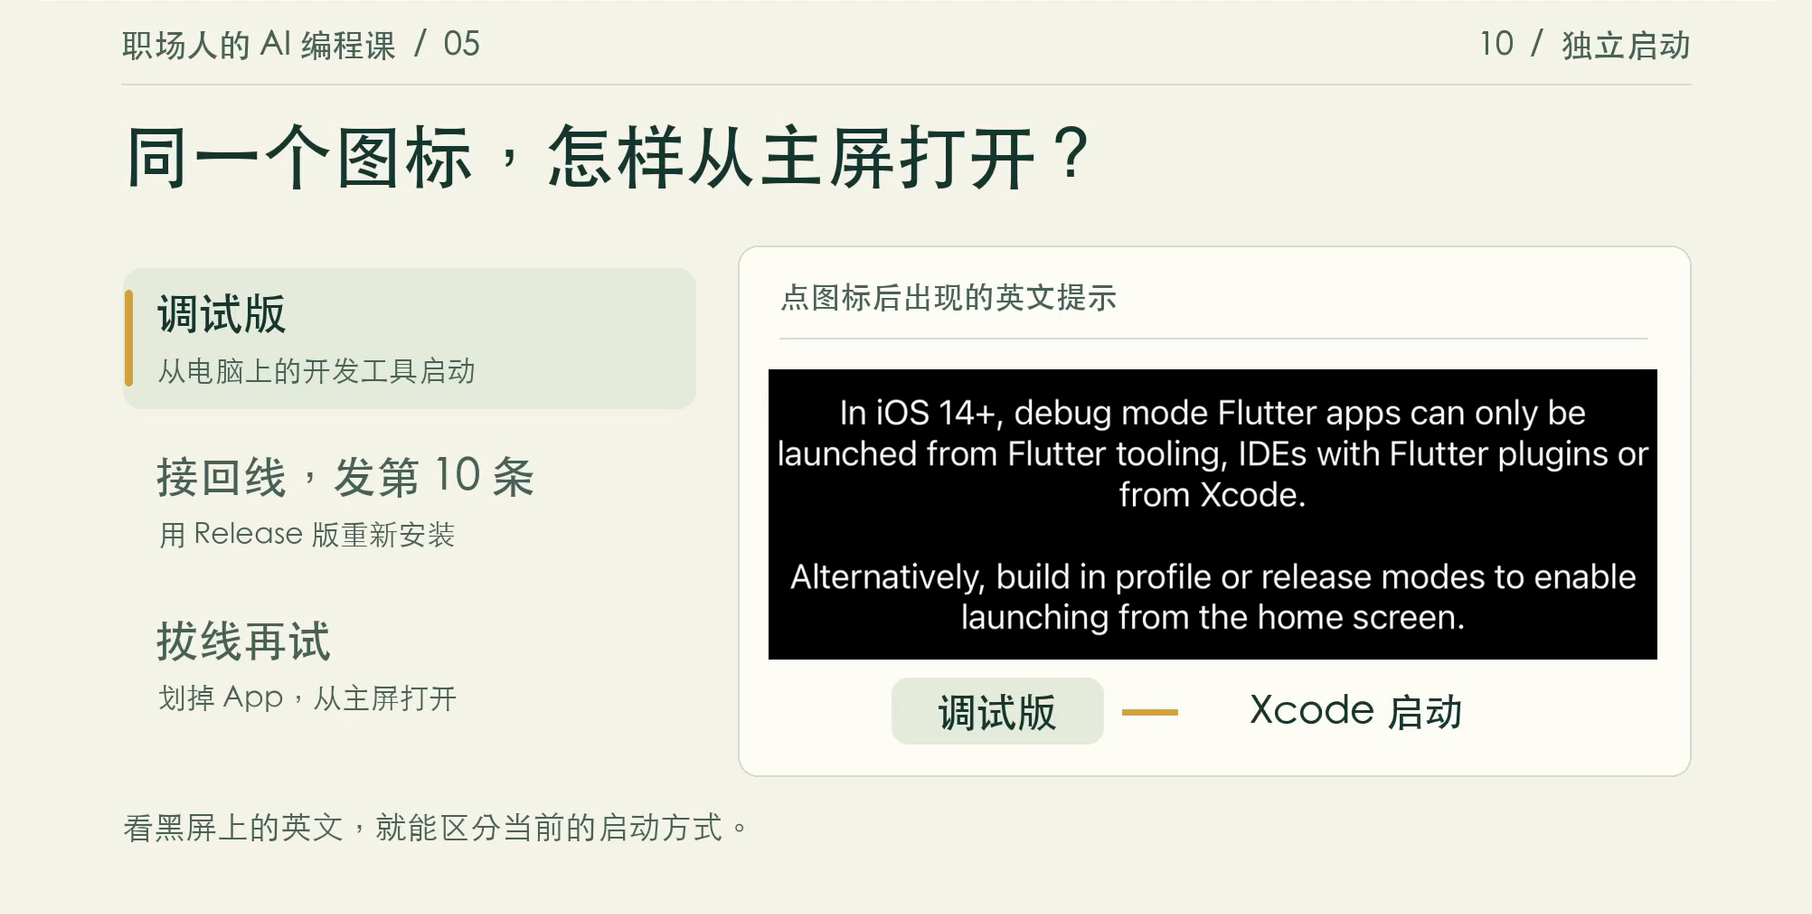 职场人的 AI 编程课 / 05
10 / 独立启动
同一个图标，怎样从主屏打开？
调试版
从电脑上的开发工具启动
接回线，发第 10 条
用 Release 版重新安装
拔线再试
划掉 App，从主屏打开
点图标后出现的英文提示
In iOS 14+, debug mode Flutter apps can only be
launched from Flutter tooling, IDEs with Flutter plugins or
from Xcode.
Alternatively, build in profile or release modes to enable
launching from the home screen.
调试版 — Xcode 启动
看黑屏上的英文，就能区分当前的启动方式。